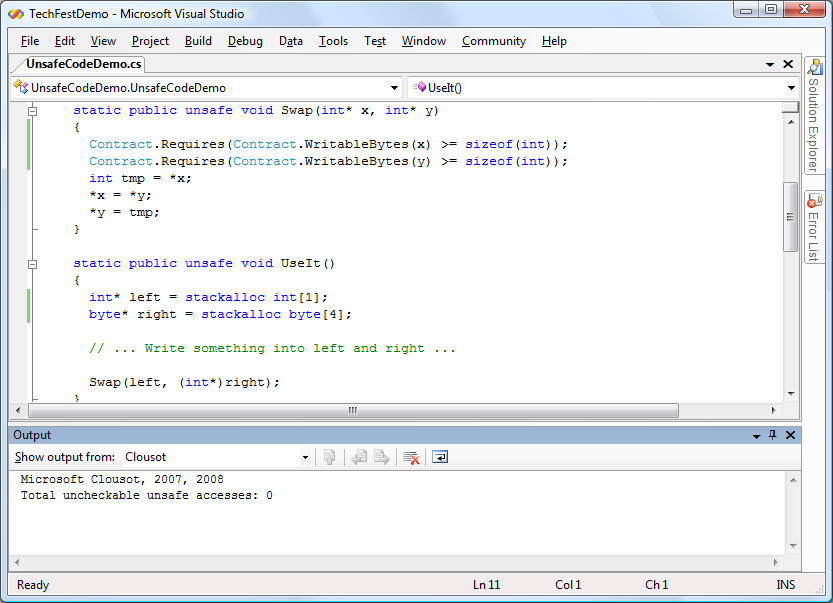 TechFestDemo - Microsoft Visual Studio
File Edit View Project Build Debug Data Tools Test Window Community Help
UnsafeCodeDemo.cs
UnsafeCodeDemo.UnsafeCodeDemo UseIt()
static public unsafe void Swap(int* x, int* y)
{
Contract.Requires(Contract.WritableBytes(x) >= sizeof(int));
Contract.Requires(Contract.WritableBytes(y) >= sizeof(int));
int tmp = *x;
*x = *y;
*y = tmp;
}
static public unsafe void UseIt()
{
int* left = stackalloc int[1];
byte* right = stackalloc byte[4];
// ... Write something into left and right ...
Swap(left, (int*)right);
}
Solution Explorer
Error List
Output
Show output from: Clousot
Microsoft Clousot, 2007, 2008
Total uncheckable unsafe accesses: 0
Ready Ln 11 Col 1 Ch 1 INS